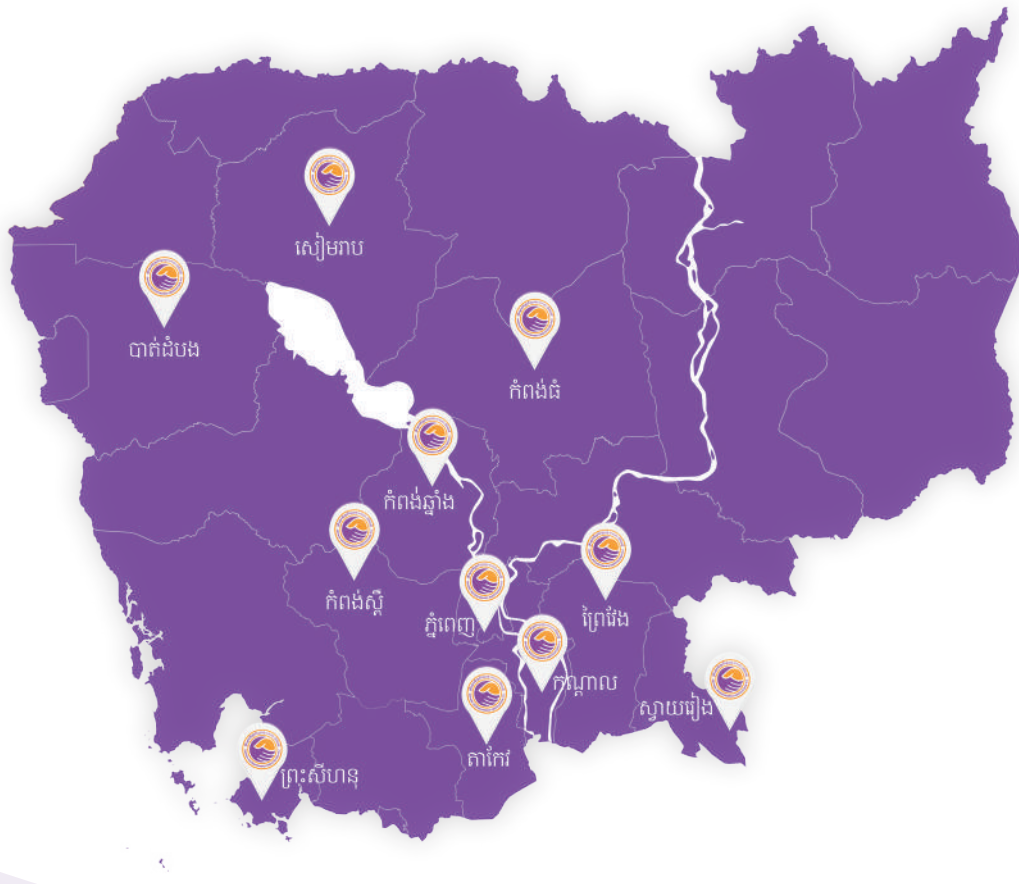 សៀមរាប
បាត់ដំបង
កំពង់ធំ
កំពង់ឆ្នាំង
កំពង់ស្ពឺ
ភ្នំពេញ
ព្រៃវែង
កណ្តាល
ស្វាយរៀង
តាកែវ
ព្រះសីហនុ